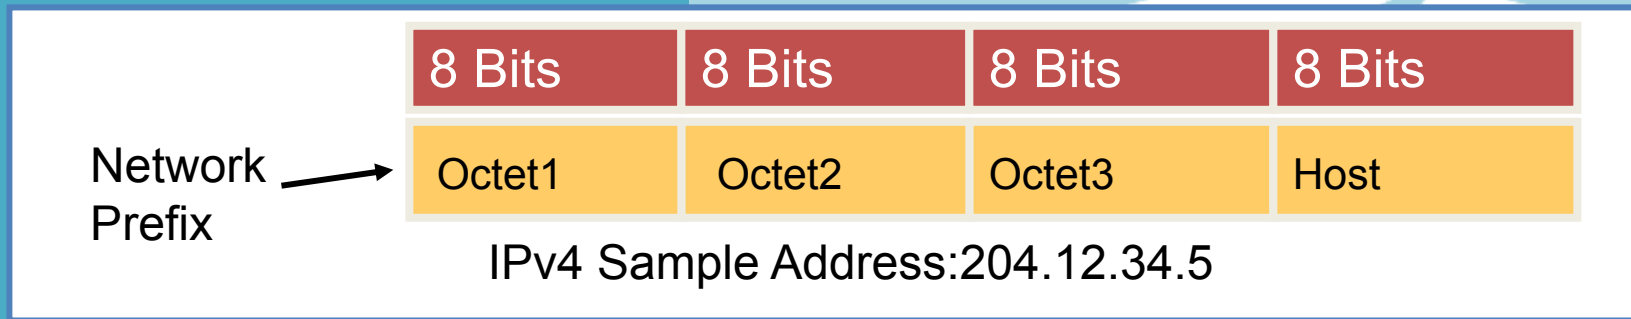 8 Bits 8 Bits 8 Bits 8 Bits
Network
Prefix
Octet1 Octet2 Octet3 Host
IPv4 Sample Address:204.12.34.5